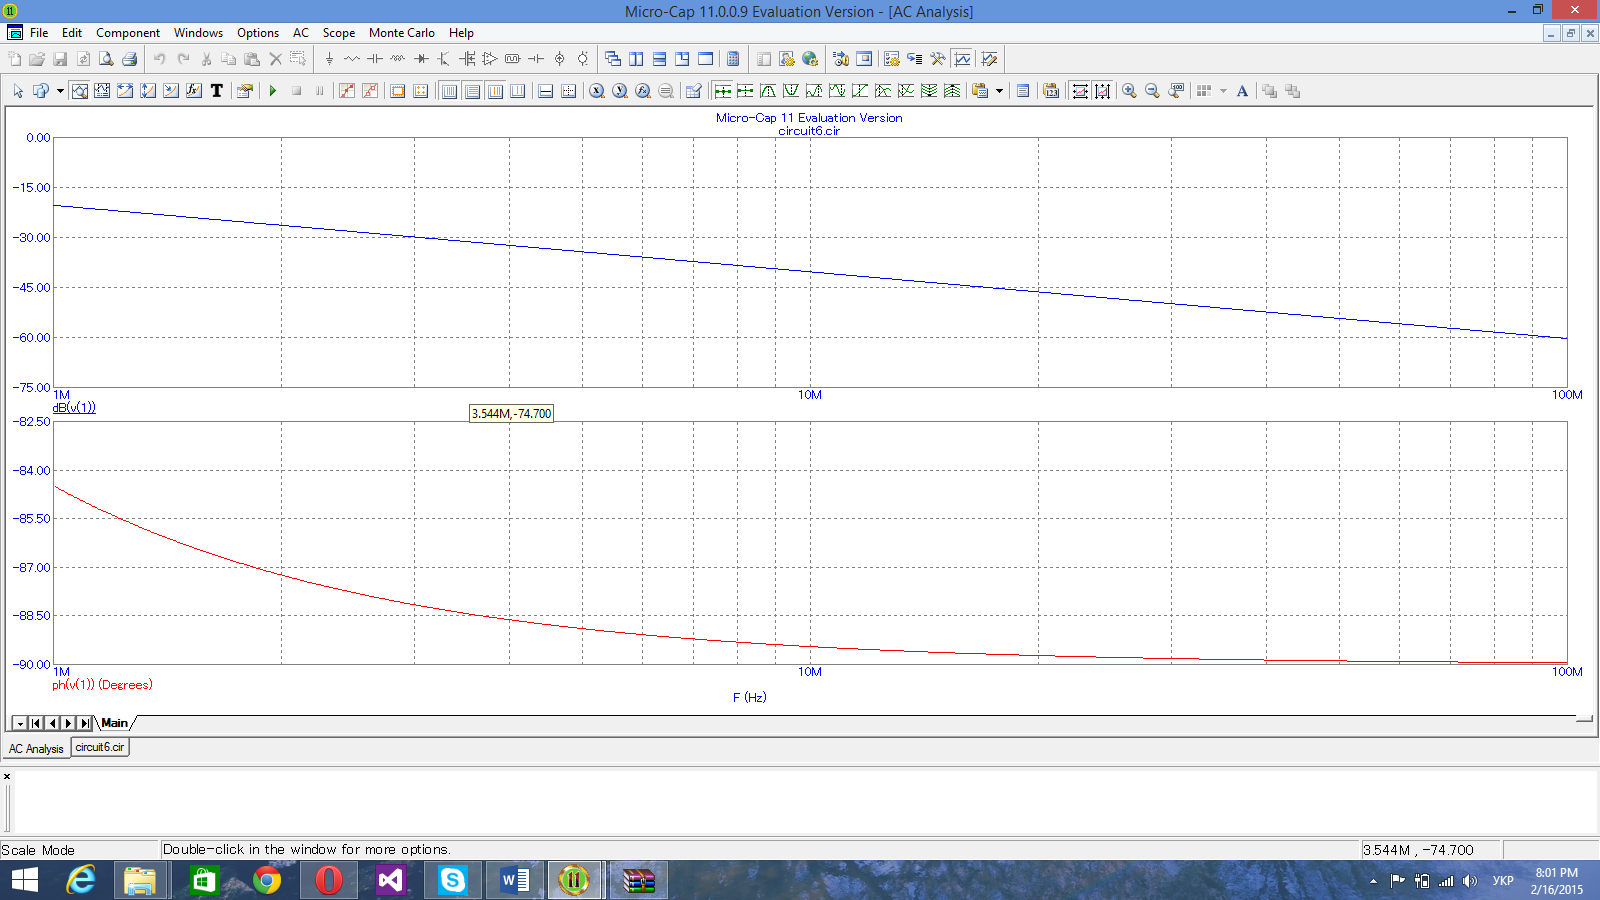 Micro-Cap 11.0.0.9 Evaluation Version - [AC Analysis]
File Edit Component Windows Options AC Scope Monte Carlo Help
Micro-Cap 11 Evaluation Version
circuit6.cir
0.00
-15.00
-30.00
-45.00
-60.00
-75.00
1M 10M 100M
dB(v(1))
3.544M,-74.700
-82.50
-84.00
-85.50
-87.00
-88.50
-90.00
1M 10M 100M
ph(v(1)) (Degrees)
F (Hz)
Main
AC Analysis circuit6.cir
Scale Mode Double-click in the window for more options. 3.544M , -74.700
УКР 8:01 PM
2/16/2015